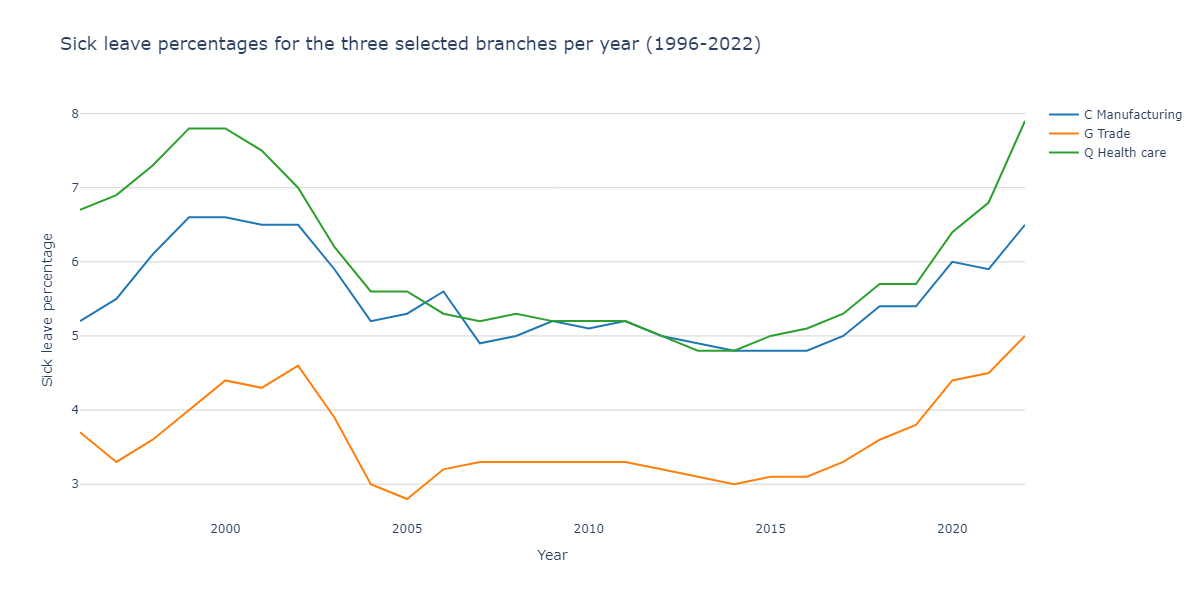 Sick leave percentages for the three selected branches per year (1996-2022)
8
7
6
5
4
3
Sick leave percentage
2000
2005
2010
2015
2020
Year
C Manufacturing
G Trade
Q Health care